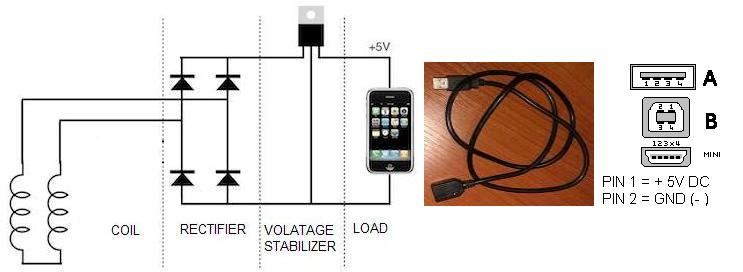 +5V
COIL
RECTIFIER
VOLATAGE
STABILIZER
LOAD
1 2 3 4
A
2 1
3 4
B
123x4
MINI
PIN 1 = + 5V DC
PIN 2 = GND (-)